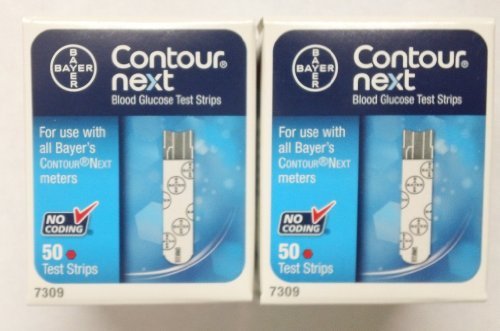 BAYER
BAYER
Contour®
next
Blood Glucose Test Strips
For use with
all Bayer's
CONTOUR®NEXT
meters
NO
CODING
50
Test Strips
7309
BAYER
BAYER
Contour®
next
Blood Glucose Test Strips
For use with
all Bayer's
CONTOUR®NEXT
meters
NO
CODING
50
Test Strips
7309